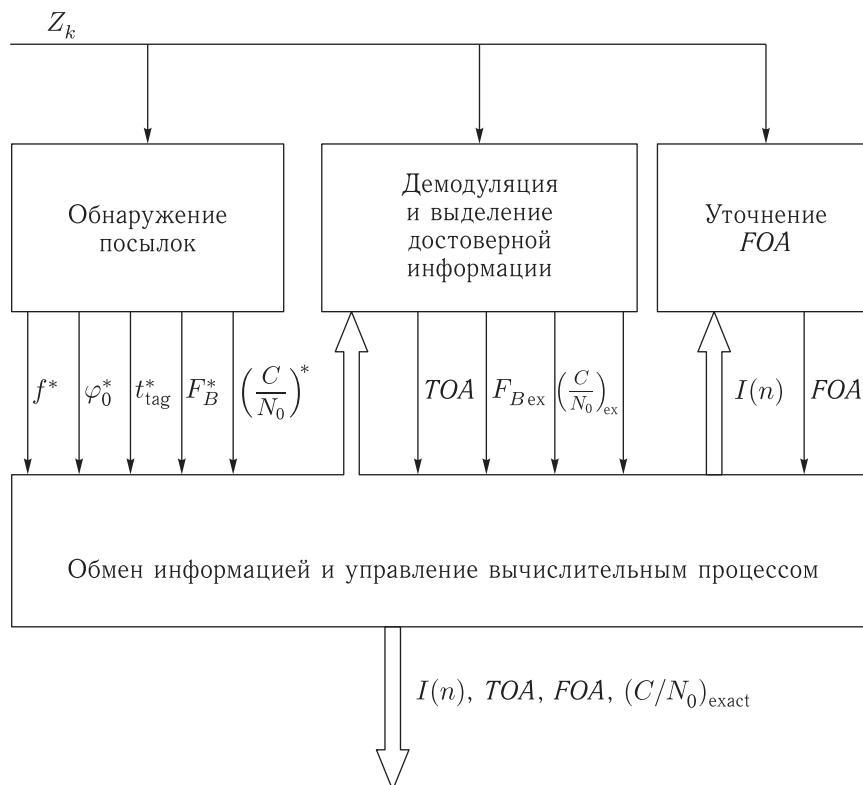 Z_k
Обнаружение
посылок
Демодуляция
и выделение
достоверной
информации
Уточнение
FOA
f* φ₀* t*_tag F_B* (C/N₀)* TOA F_{B ex} (C/N₀)_ex I(n) FOA
Обмен информацией и управление вычислительным процессом
I(n), TOA, FOA, (C/N₀)_exact